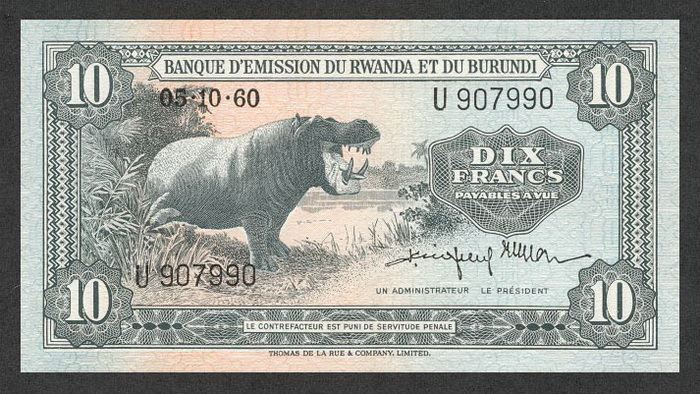 BANQUE D'EMISSION DU RWANDA ET DU BURUNDI
10 10
05·10·60
U 907990
DIX
FRANCS
PAYABLES A VUE
U 907990
UN ADMINISTRATEUR LE PRÉSIDENT
10 10
LE CONTREFACTEUR EST PUNI DE SERVITUDE PENALE
THOMAS DE LA RUE & COMPANY, LIMITED.